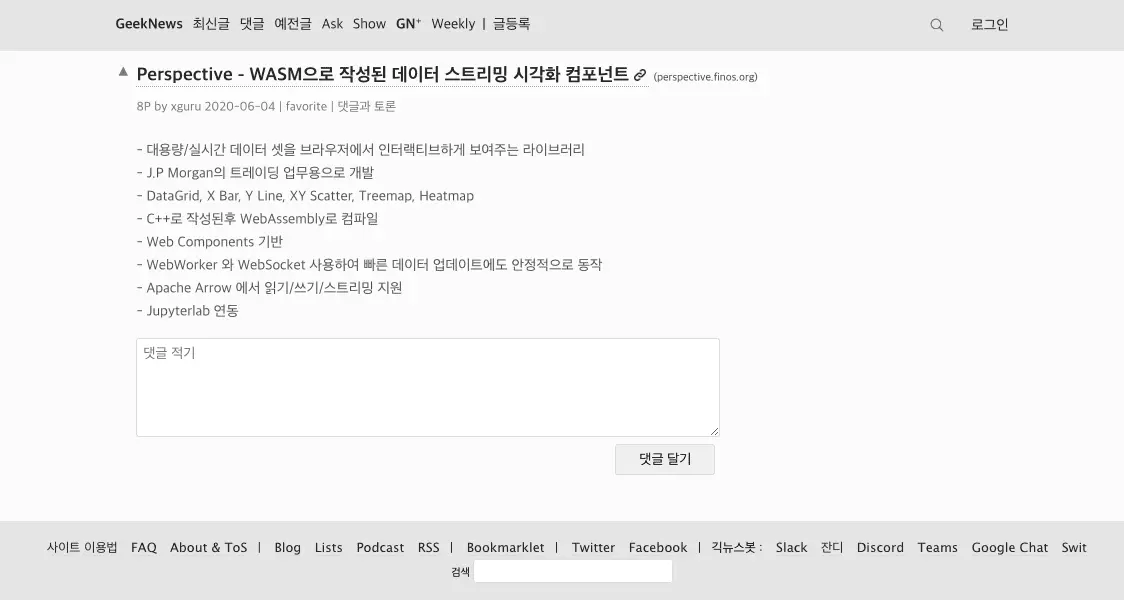 GeekNews 최신글 댓글 예전글 Ask Show GN⁺ Weekly | 글등록 로그인
▲ Perspective - WASM으로 작성된 데이터 스트리밍 시각화 컴포넌트 (perspective.finos.org)
8P by xguru 2020-06-04 | favorite | 댓글과 토론
- 대용량/실시간 데이터 셋을 브라우저에서 인터랙티브하게 보여주는 라이브러리
- J.P Morgan의 트레이딩 업무용으로 개발
- DataGrid, X Bar, Y Line, XY Scatter, Treemap, Heatmap
- C++로 작성된후 WebAssembly로 컴파일
- Web Components 기반
- WebWorker 와 WebSocket 사용하여 빠른 데이터 업데이트에도 안정적으로 동작
- Apache Arrow 에서 읽기/쓰기/스트리밍 지원
- Jupyterlab 연동
댓글 적기
댓글 달기
사이트 이용법 FAQ About & ToS | Blog Lists Podcast RSS | Bookmarklet | Twitter Facebook | 긱뉴스봇 : Slack 잔디 Discord Teams Google Chat Swit
검색